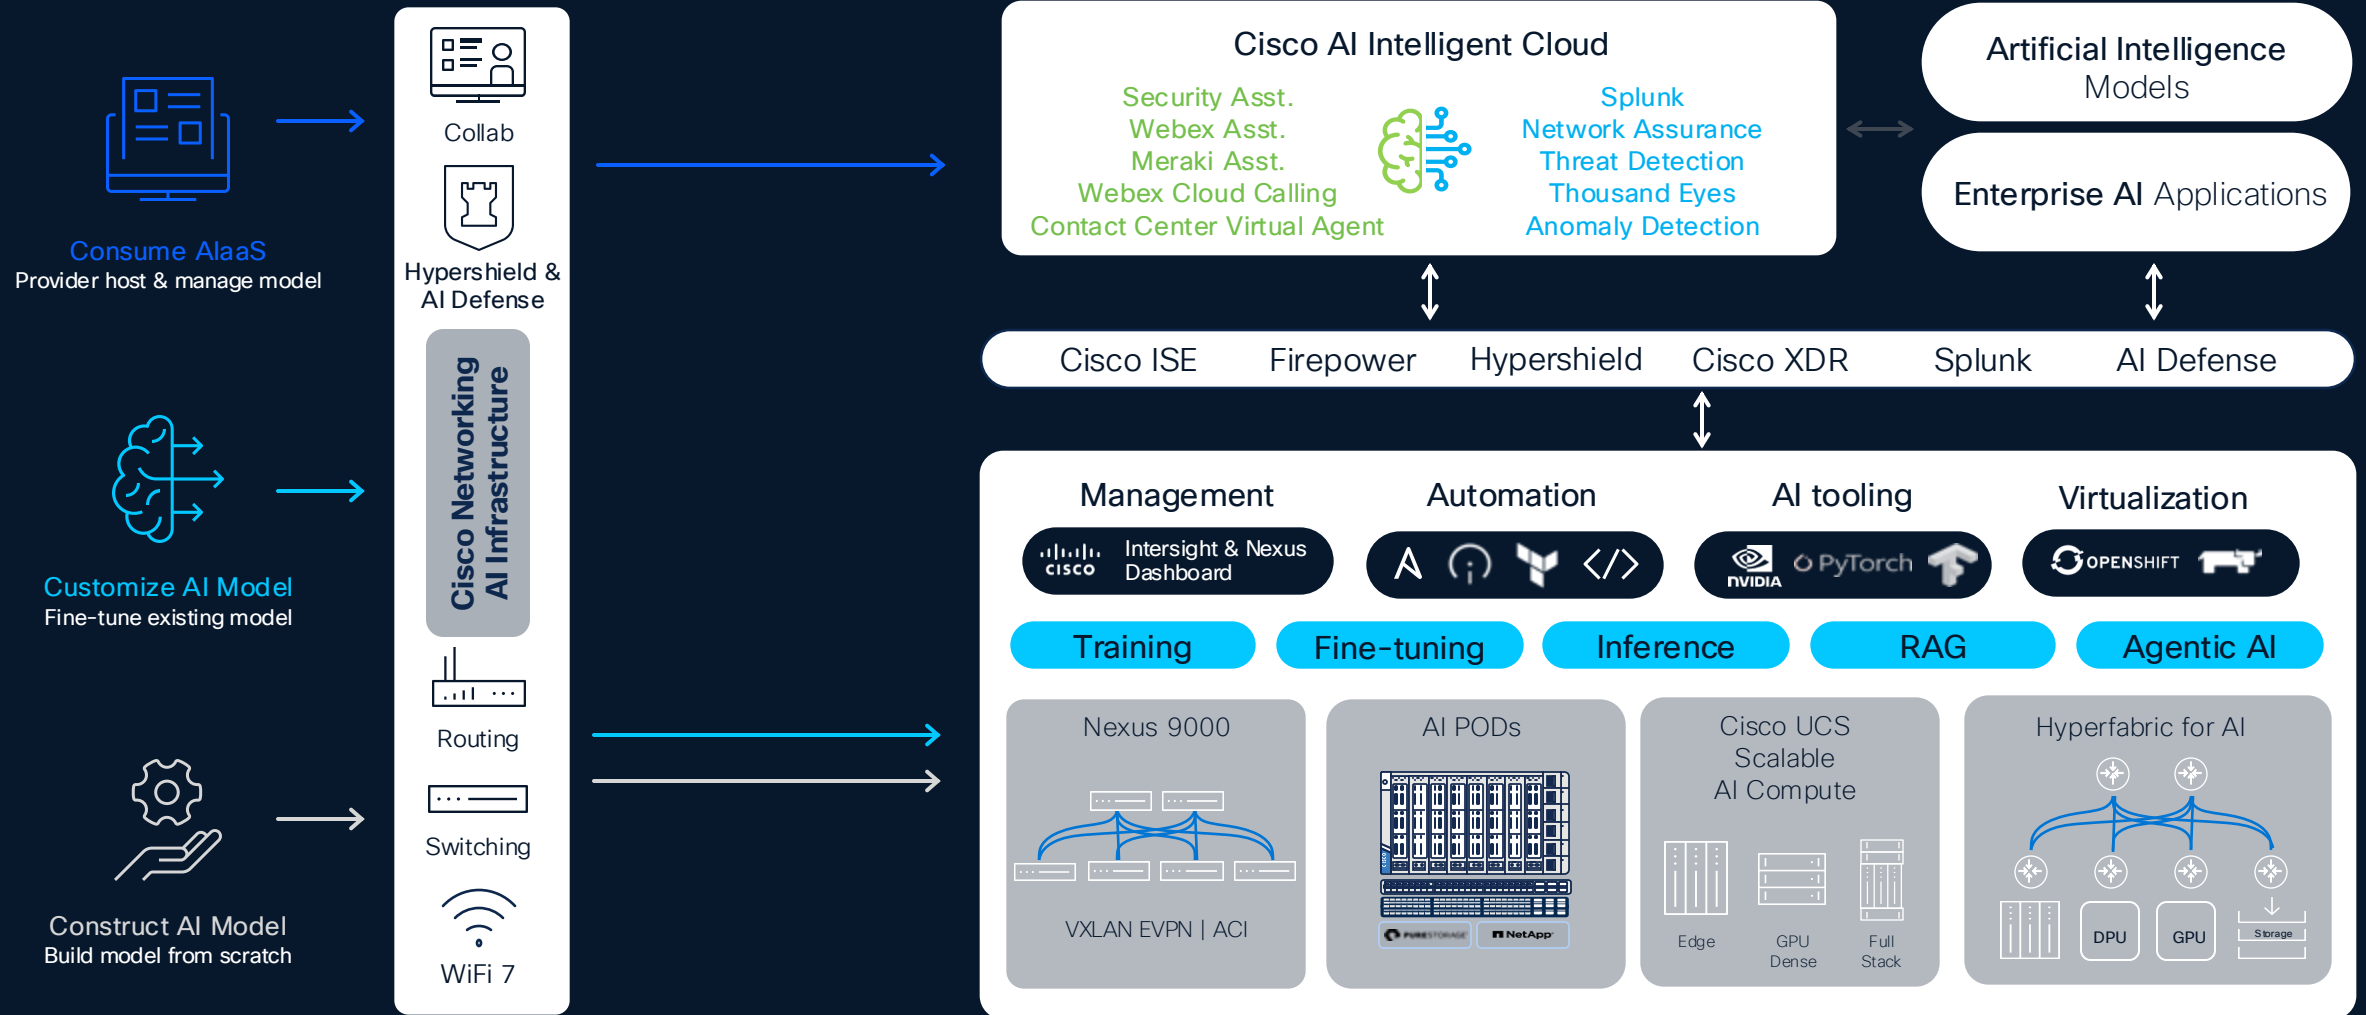 Consume AIaaS
Provider host & manage model
Customize AI Model
Fine-tune existing model
Construct AI Model
Build model from scratch
Collab
Hypershield &
AI Defense
Cisco Networking
AI Infrastructure
Routing
Switching
WiFi 7
Cisco AI Intelligent Cloud
Security Asst.
Webex Asst.
Meraki Asst.
Webex Cloud Calling
Contact Center Virtual Agent
Splunk
Network Assurance
Threat Detection
Thousand Eyes
Anomaly Detection
Artificial Intelligence
Models
Enterprise AI Applications
Cisco ISE
Firepower
Hypershield
Cisco XDR
Splunk
AI Defense
Management
CISCO
Intersight & Nexus
Dashboard
Automation
</>
AI tooling
NVIDIA
PyTorch
Virtualization
OPENSHIFT
Training
Fine-tuning
Inference
RAG
Agentic AI
Nexus 9000
VXLAN EVPN | ACI
AI PODs
CISCO
PURESTORAGE
NetApp
Cisco UCS
Scalable
AI Compute
Edge
GPU
Dense
Full
Stack
Hyperfabric for AI
DPU
GPU
Storage